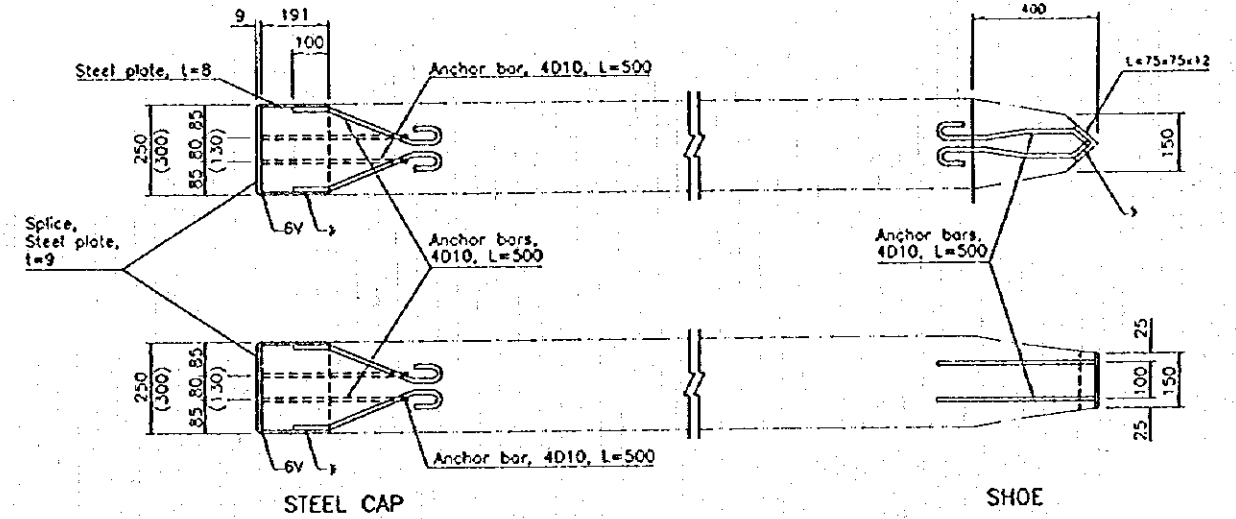 9 191
400
100
Steel plate, t=8
Anchor bar, 4D10, L=500
L=75x75x12
250
(300)
85 80 85
(130)
150
6V
Splice,
Steel plate,
t=9
Anchor bars,
4D10, L=500
Anchor bars,
4D10, L=500
250
(300)
85 80 85
(130)
25
100
150
25
6V
Anchor bar, 4D10, L=500
STEEL CAP
SHOE